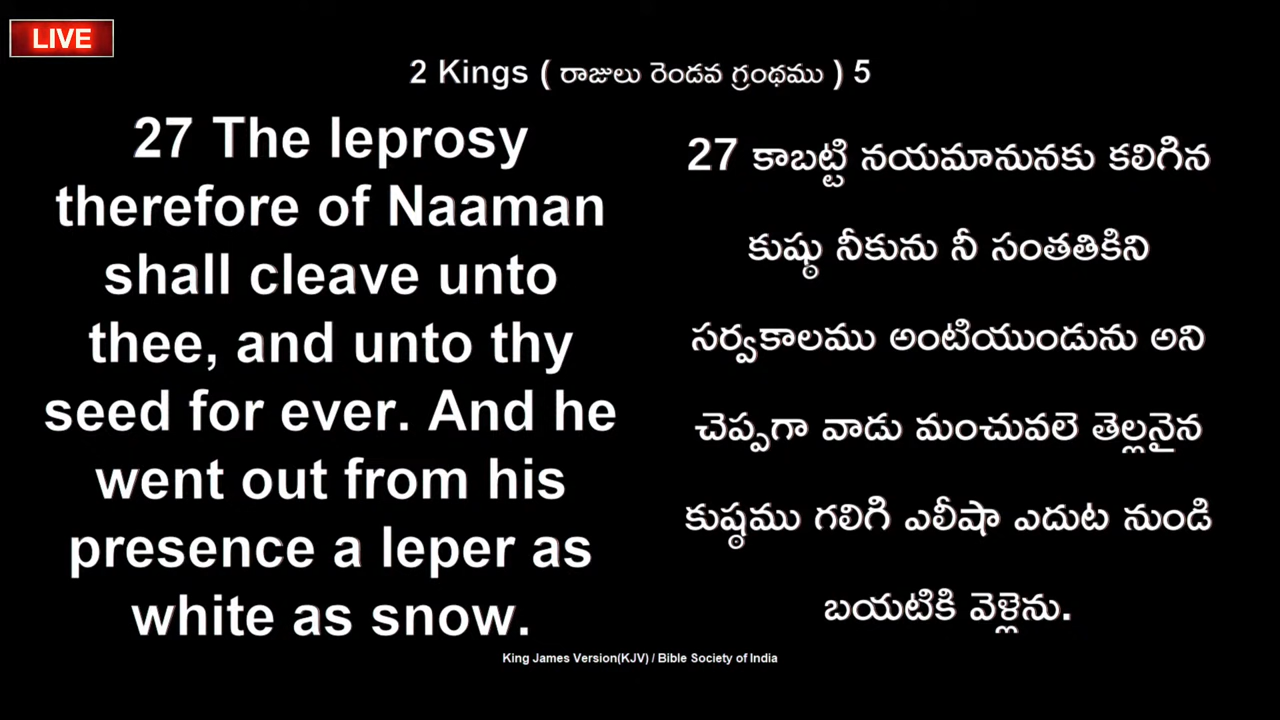 LIVE
2 Kings ( రాజులు రెండవ గ్రంథము ) 5
27 The leprosy
therefore of Naaman
shall cleave unto
thee, and unto thy
seed for ever. And he
went out from his
presence a leper as
white as snow.
27 కాబట్టి నయమానునకు కలిగిన
కుష్ఠు నీకును నీ సంతతికిని
సర్వకాలము అంటియుండును అని
చెప్పగా వాడు మంచువలె తెల్లనైన
కుష్ఠము గలిగి ఎలీషా ఎదుట నుండి
బయటికి వెళ్లెను.
King James Version(KJV) / Bible Society of India